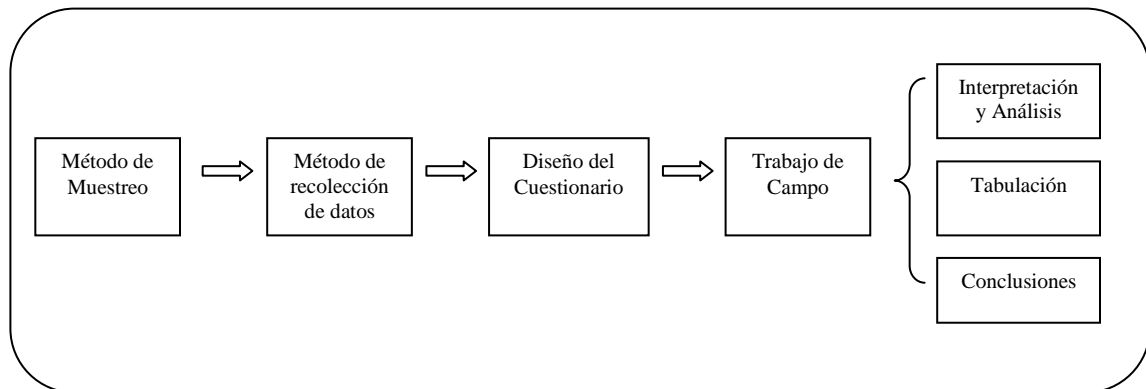 Método de
Muestreo
Método de
recolección
de datos
Diseño del
Cuestionario
Trabajo de
Campo
Interpretación
y Análisis
Tabulación
Conclusiones